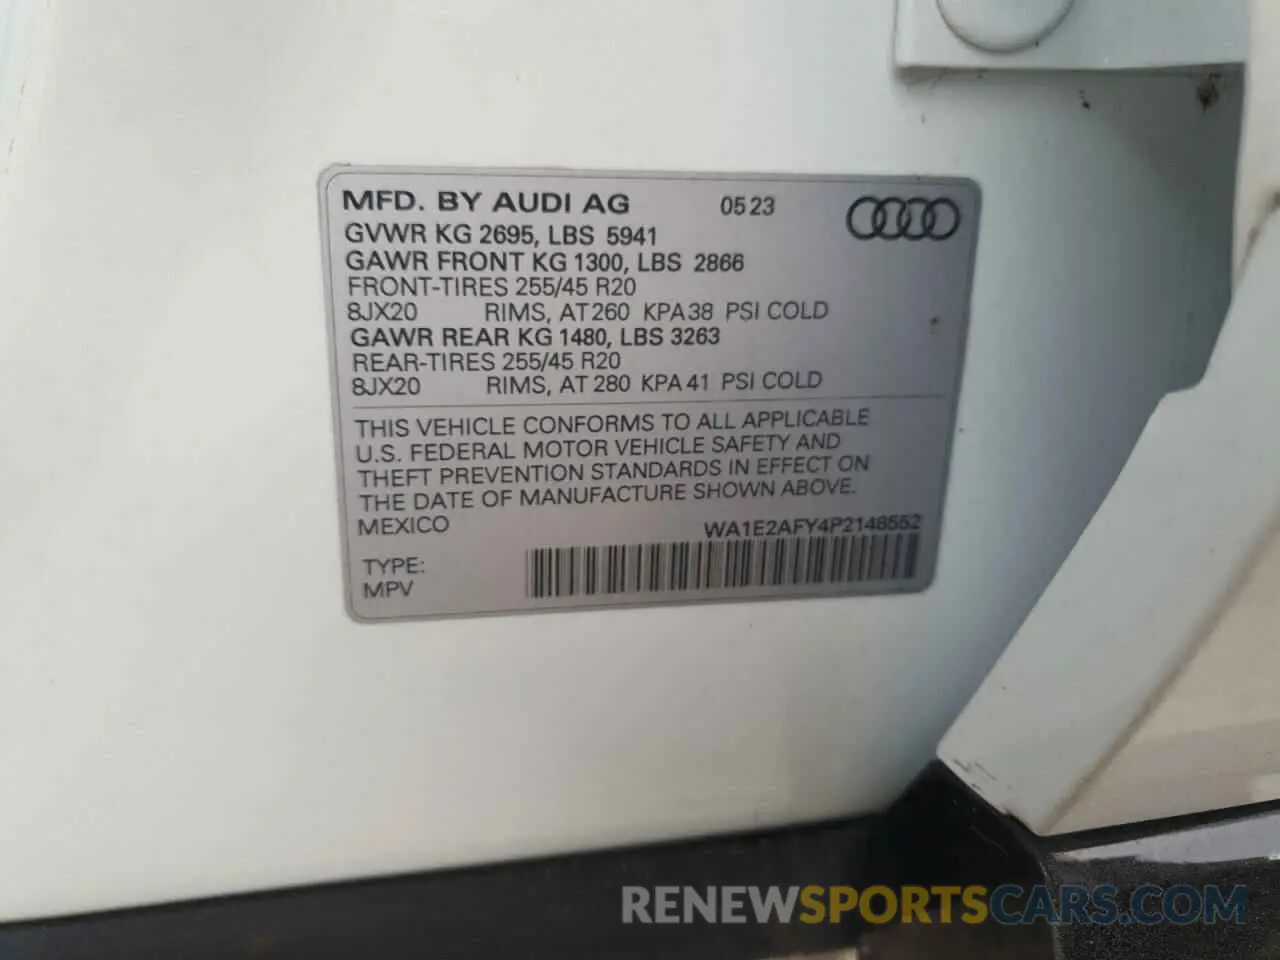 MFD. BY AUDI AG 0523
GVWR KG 2695, LBS 5941
GAWR FRONT KG 1300, LBS 2866
FRONT-TIRES 255/45 R20
8JX20 RIMS, AT 260 KPA 38 PSI COLD
GAWR REAR KG 1480, LBS 3263
REAR-TIRES 255/45 R20
8JX20 RIMS, AT 280 KPA 41 PSI COLD
THIS VEHICLE CONFORMS TO ALL APPLICABLE
U.S. FEDERAL MOTOR VEHICLE SAFETY AND
THEFT PREVENTION STANDARDS IN EFFECT ON
THE DATE OF MANUFACTURE SHOWN ABOVE.
MEXICO WA1E2AFY4P2148552
TYPE:
MPV
RENEWSPORTSCARS.COM